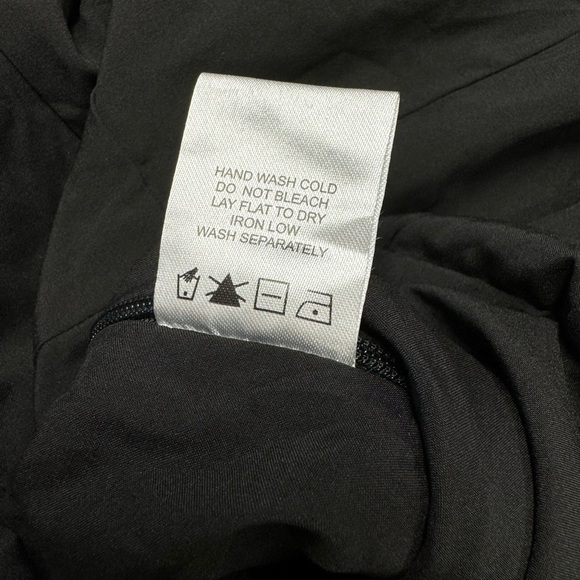 HAND WASH COLD
DO NOT BLEACH
LAY FLAT TO DRY
IRON LOW
WASH SEPARATELY